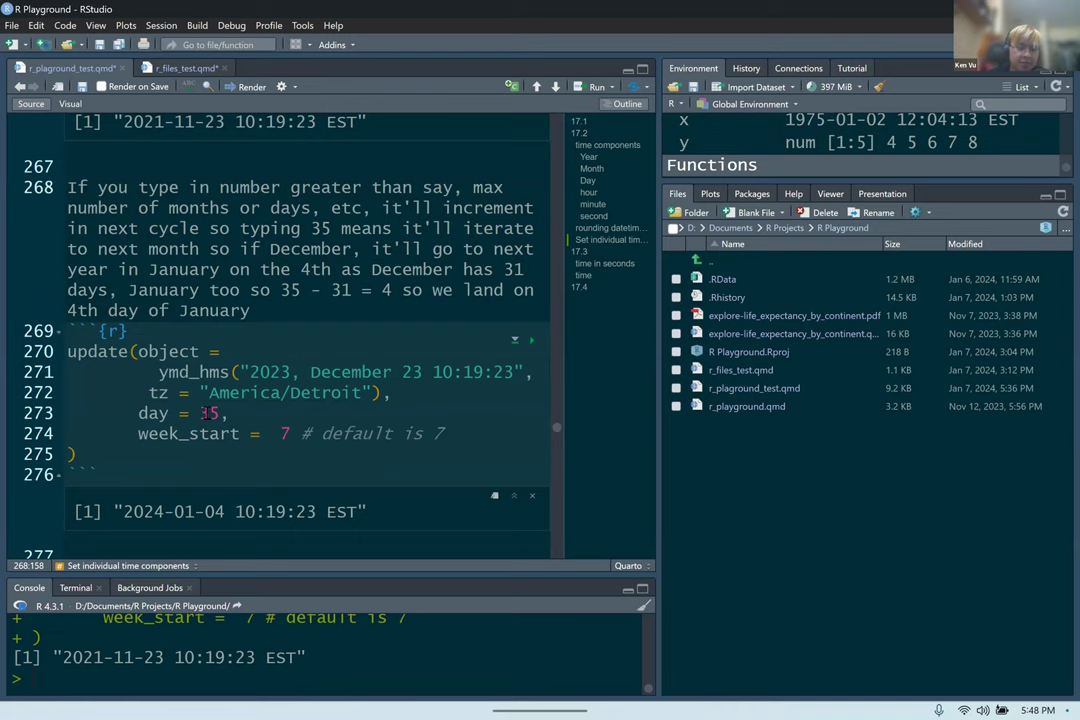 R Playground - RStudio
File Edit Code View Plots Session Build Debug Profile Tools Help
Go to file/function Addins
r_plaground_test.qmd* r_files_test.qmd*
Render on Save Render Run
Source Visual Outline
[1] "2021-11-23 10:19:23 EST"
267
268 If you type in number greater than say, max
number of months or days, etc, it'll increment
in next cycle so typing 35 means it'll iterate
to next month so if December, it'll go to next
year in January on the 4th as December has 31
days, January too so 35 - 31 = 4 so we land on
4th day of January
269 ```{r}
270 update(object =
271 ymd_hms("2023, December 23 10:19:23",
272 tz = "America/Detroit"),
273 day = 35,
274 week_start = 7 # default is 7
275 )
276 ```
[1] "2024-01-04 10:19:23 EST"
277
17.1
17.2
time components
Year
Month
Day
hour
minute
second
rounding datetim...
Set individual tim...
17.3
time in seconds
time
17.4
268:158 Set individual time components Quarto
Console Terminal Background Jobs
R 4.3.1 · D:/Documents/R Projects/R Playground/
+ week_start = 7 # default is 7
+ )
[1] "2021-11-23 10:19:23 EST"
>
Ken Vu
Environment History Connections Tutorial
Import Dataset 397 MiB List
R Global Environment
x 1975-01-02 12:04:13 EST
y num [1:5] 4 5 6 7 8
Functions
Files Plots Packages Help Viewer Presentation
Folder Blank File Delete Rename
D: Documents R Projects R Playground
Name Size Modified
..
.RData 1.2 MB Jan 6, 2024, 11:59 AM
.Rhistory 14.5 KB Jan 7, 2024, 1:03 PM
explore-life_expectancy_by_continent.pdf 1 MB Nov 7, 2023, 3:38 PM
explore-life_expectancy_by_continent.q... 16 KB Nov 7, 2023, 3:36 PM
R Playground.Rproj 218 B Jan 7, 2024, 3:04 PM
r_files_test.qmd 1.1 KB Jan 7, 2024, 3:13 PM
r_plaground_test.qmd 9.2 KB Jan 7, 2024, 5:36 PM
r_playground.qmd Nov 12, 2023, 5:56 PM
5:48 PM